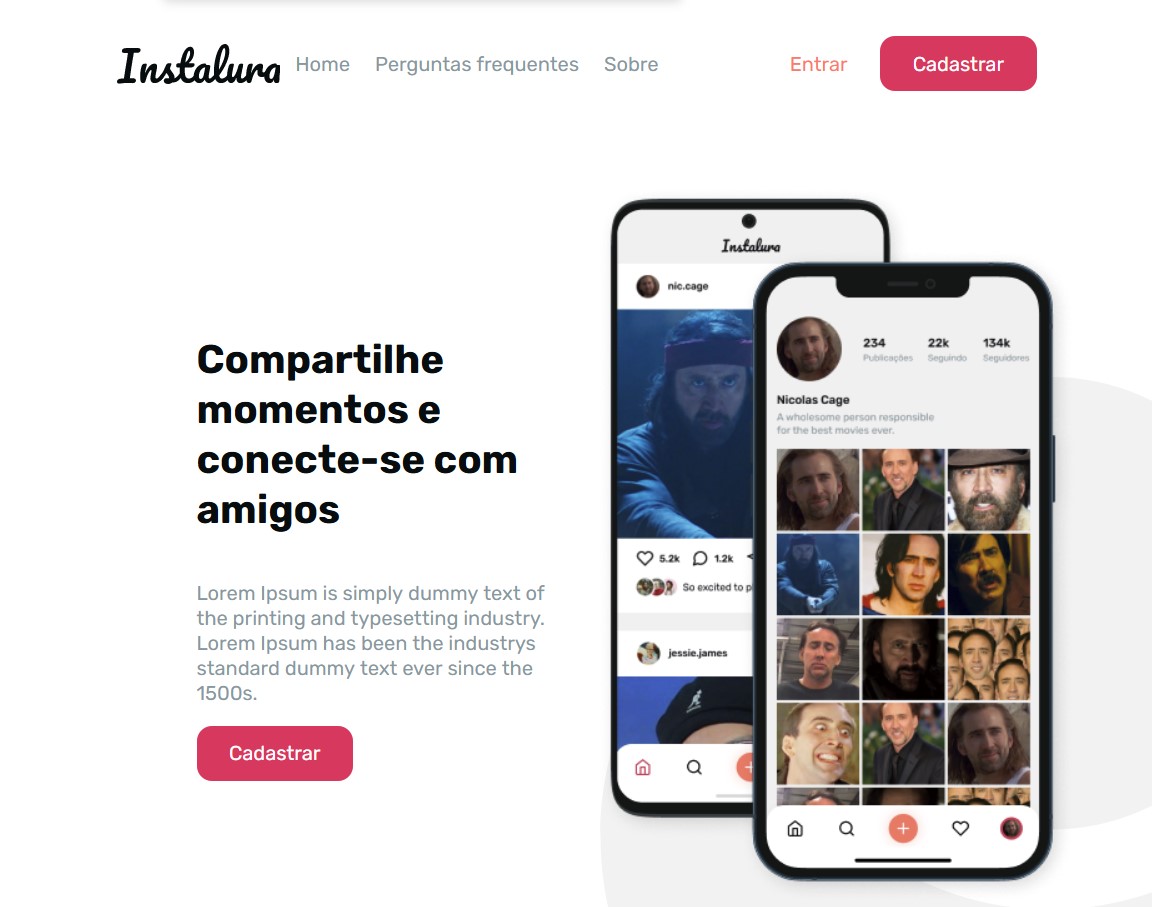 Instalura
Home
Perguntas frequentes
Sobre
Entrar
Cadastrar
Compartilhe
momentos e
conecte-se com
amigos
Lorem Ipsum is simply dummy text of
the printing and typesetting industry.
Lorem Ipsum has been the industrys
standard dummy text ever since the
1500s.
Cadastrar
Instalura
nic.cage
5.2k
1.2k
So excited to p
jessie.james
234
22k
134k
Publicações
Seguindo
Seguidores
Nicolas Cage
A wholesome person responsible
for the best movies ever.